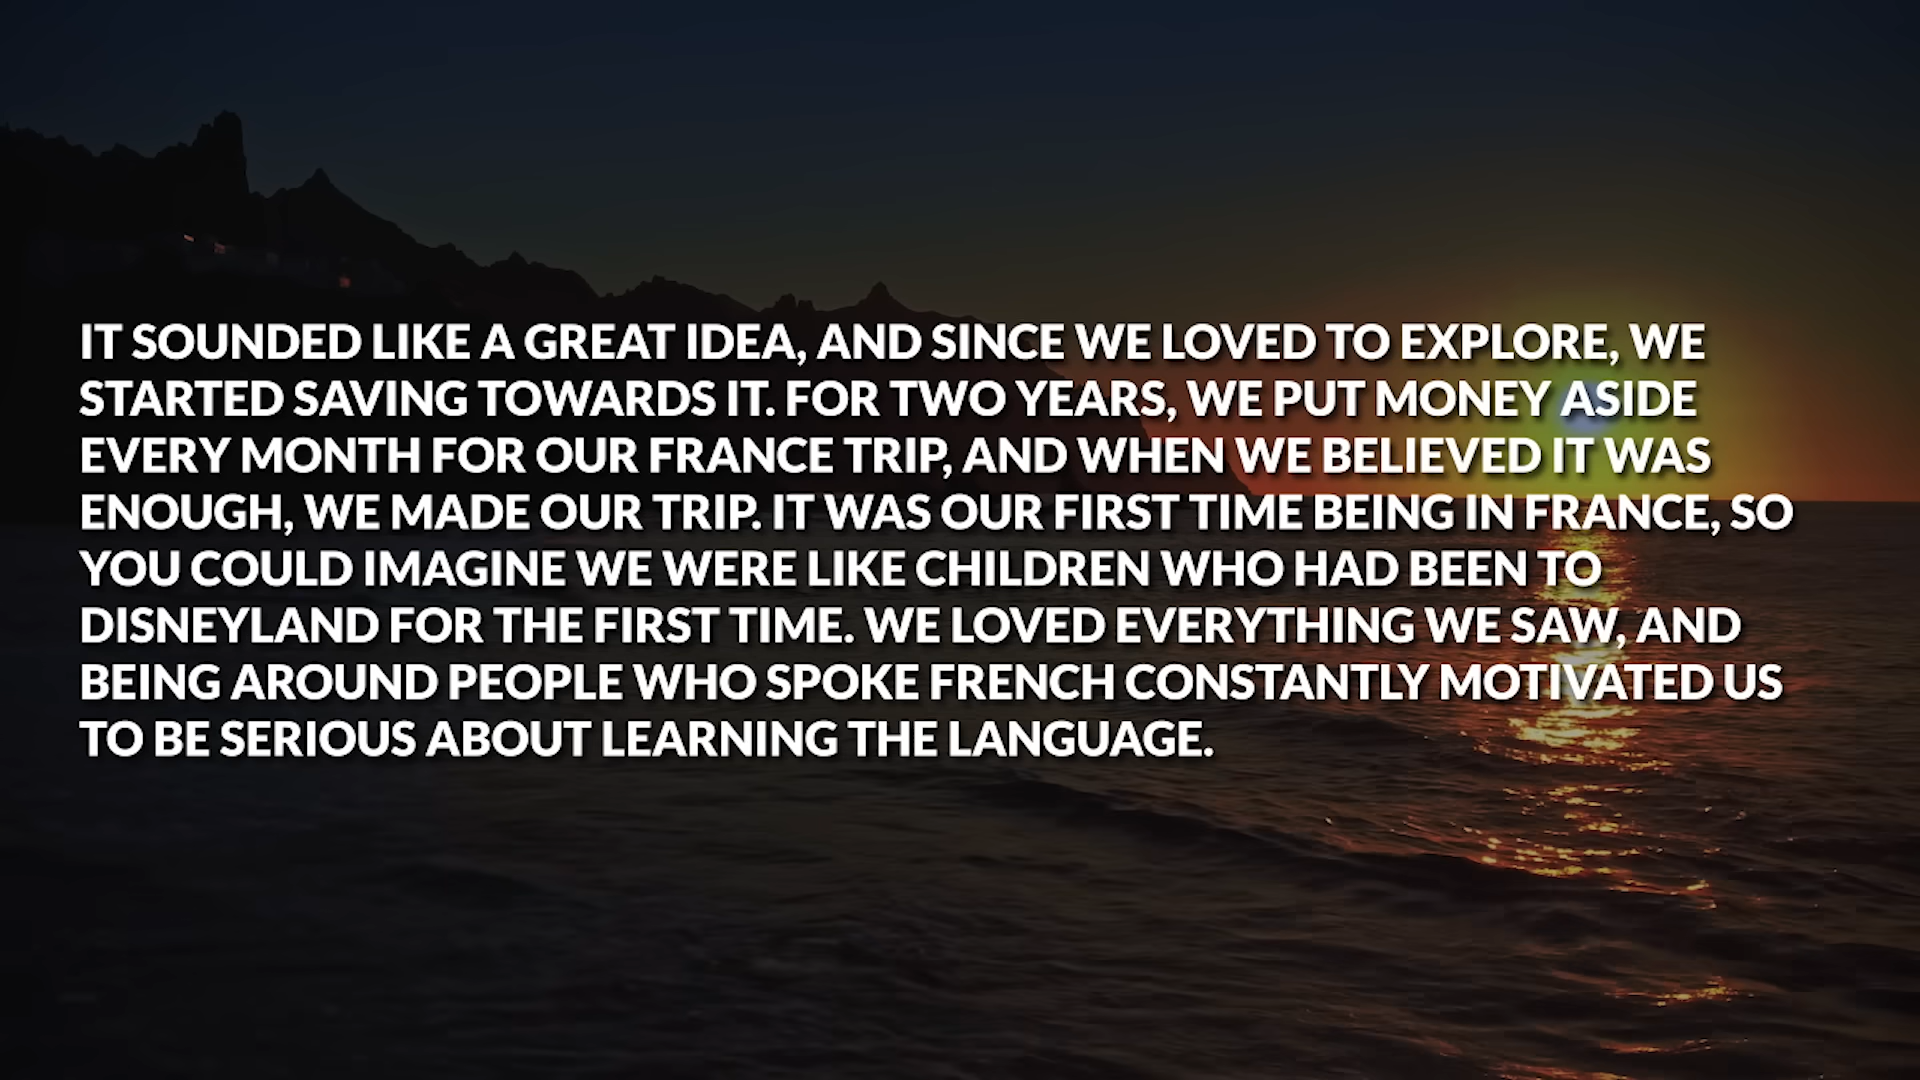 IT SOUNDED LIKE A GREAT IDEA, AND SINCE WE LOVED TO EXPLORE, WE
STARTED SAVING TOWARDS IT. FOR TWO YEARS, WE PUT MONEY ASIDE
EVERY MONTH FOR OUR FRANCE TRIP, AND WHEN WE BELIEVED IT WAS
ENOUGH, WE MADE OUR TRIP. IT WAS OUR FIRST TIME BEING IN FRANCE, SO
YOU COULD IMAGINE WE WERE LIKE CHILDREN WHO HAD BEEN TO
DISNEYLAND FOR THE FIRST TIME. WE LOVED EVERYTHING WE SAW, AND
BEING AROUND PEOPLE WHO SPOKE FRENCH CONSTANTLY MOTIVATED US
TO BE SERIOUS ABOUT LEARNING THE LANGUAGE.